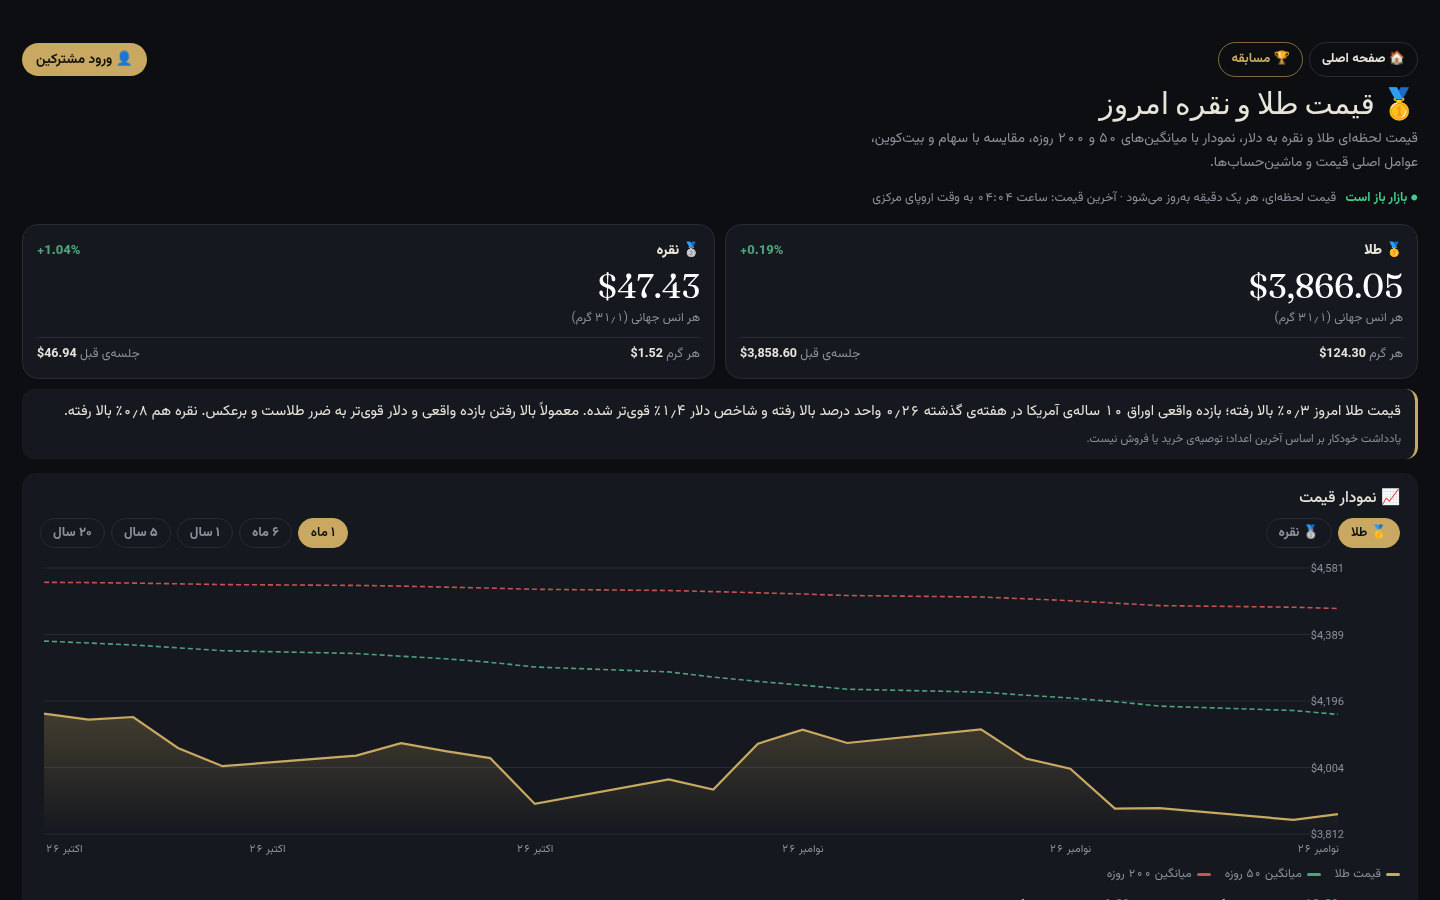 🏠 صفحه اصلی
🏆 مسابقه
👤 ورود مشترکین
🥇 قیمت طلا و نقره امروز
قیمت لحظه‌ای طلا و نقره به دلار، نمودار با میانگین‌های ۵۰ و ۲۰۰ روزه، مقایسه با سهام و بیت‌کوین،
عوامل اصلی قیمت و ماشین‌حساب‌ها.
● بازار باز است قیمت لحظه‌ای، هر یک دقیقه به‌روز می‌شود · آخرین قیمت: ساعت ۰۴:۰۴ به وقت اروپای مرکزی
🥇 طلا +0.19%
$3,866.05
هر انس جهانی (۳۱٫۱ گرم)
هر گرم $124.30 جلسه‌ی قبل $3,858.60
🥈 نقره +1.04%
$47.43
هر انس جهانی (۳۱٫۱ گرم)
هر گرم $1.52 جلسه‌ی قبل $46.94
قیمت طلا امروز ۰٫۳٪ بالا رفته؛ بازده واقعی اوراق ۱۰ ساله‌ی آمریکا در هفته‌ی گذشته ۰٫۲۶ واحد درصد بالا رفته و شاخص دلار ۱٫۴٪ قوی‌تر شده. معمولاً بالا رفتن بازده واقعی و دلار قوی‌تر به ضرر طلاست و برعکس. نقره هم ۰٫۸٪ بالا رفته.
یادداشت خودکار بر اساس آخرین اعداد؛ توصیه‌ی خرید یا فروش نیست.
📈 نمودار قیمت
🥇 طلا
🥈 نقره
۱ ماه
۶ ماه
۱ سال
۵ سال
۲۰ سال
$4,581
$4,389
$4,196
$4,004
$3,812
اکتبر ۲۶
اکتبر ۲۶
اکتبر ۲۶
نوامبر ۲۶
نوامبر ۲۶
نوامبر ۲۶
قیمت طلا
میانگین ۵۰ روزه
میانگین ۲۰۰ روزه